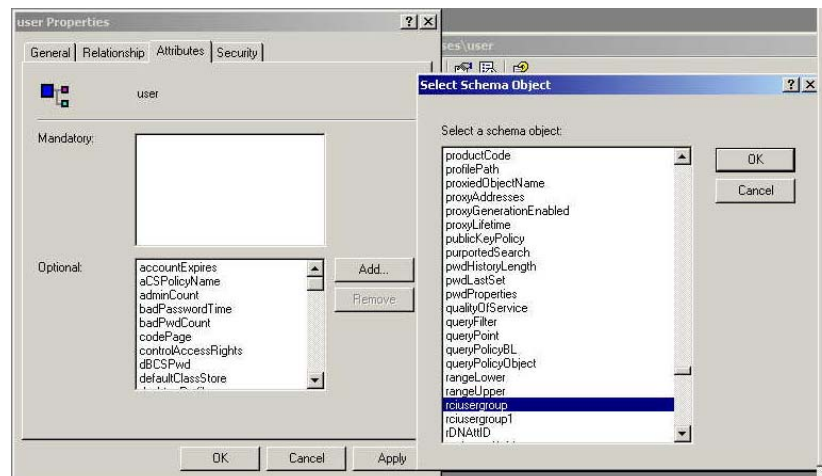 user Properties
General Relationship Attributes Security
user
Mandatory:
Optional:
accountExpires
aCSPolicyName
adminCount
badPasswordTime
badPwdCount
codePage
controlAccessRights
dBCSPwd
defaultClassStore
Add...
Remove
OK Cancel Apply
ses\user
Select Schema Object
Select a schema object:
productCode
profilePath
proxiedObjectName
proxyAddresses
proxyGenerationEnabled
proxyLifetime
publicKeyPolicy
purportedSearch
pwdHistoryLength
pwdLastSet
pwdProperties
qualityOfService
queryFilter
queryPoint
queryPolicyBL
queryPolicyObject
rangeLower
rangeUpper
rciusergroup
rciusergroup1
rDNAttID
OK
Cancel